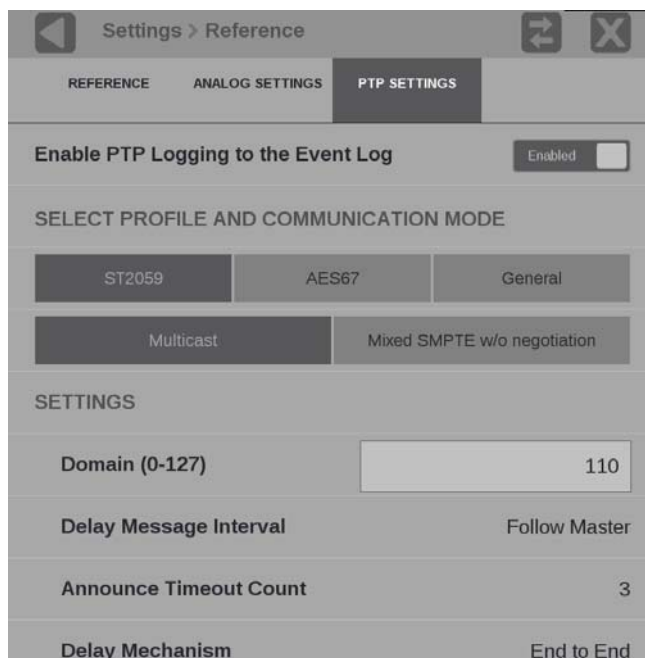 Settings > Reference
REFERENCE ANALOG SETTINGS PTP SETTINGS
Enable PTP Logging to the Event Log Enabled
SELECT PROFILE AND COMMUNICATION MODE
ST2059 AES67 General
Multicast Mixed SMPTE w/o negotiation
SETTINGS
Domain (0-127) 110
Delay Message Interval Follow Master
Announce Timeout Count 3
Delay Mechanism End to End